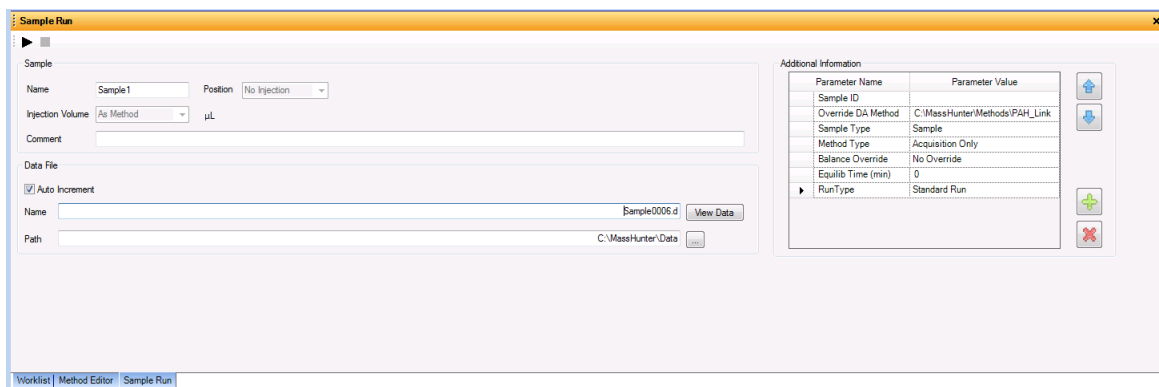 Sample Run
Sample
Name Sample1 Position No Injection
Injection Volume As Method µL
Comment
Data File
Auto Increment
Name Sample0006.d View Data
Path C:\MassHunter\Data ...
Additional Information
Parameter Name Parameter Value
Sample ID
Override DA Method C:\MassHunter\Methods\PAH_Link
Sample Type Sample
Method Type Acquisition Only
Balance Override No Override
Equilib Time (min) 0
RunType Standard Run
Worklist Method Editor Sample Run